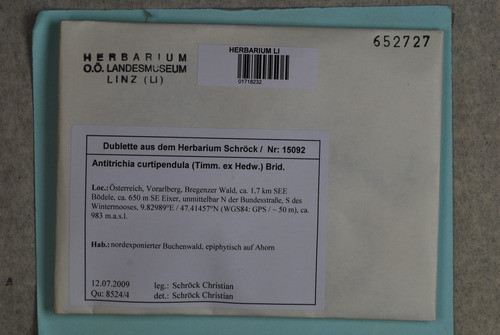 HERBARIUM
O.Ö. LANDESMUSEUM
LINZ (LI)
HERBARIUM LI
01718232
652727
Dublette aus dem Herbarium Schröck / Nr: 15092
Antitrichia curtipendula (Timm. ex Hedw.) Brid.
Loc.: Österreich, Vorarlberg, Bregenzer Wald, ca. 1,7 km SEE
Bödele, ca. 650 m SE Eixer, unmittelbar N der Bundesstraße, S des
Wintermooses, 9.82989°E / 47.41457°N (WGS84: GPS / ~ 50 m), ca.
983 m.a.s.l.
Hab.: nordexponierter Buchenwald, epiphytisch auf Ahorn
12.07.2009 leg.: Schröck Christian
Qu: 8524/4 det.: Schröck Christian